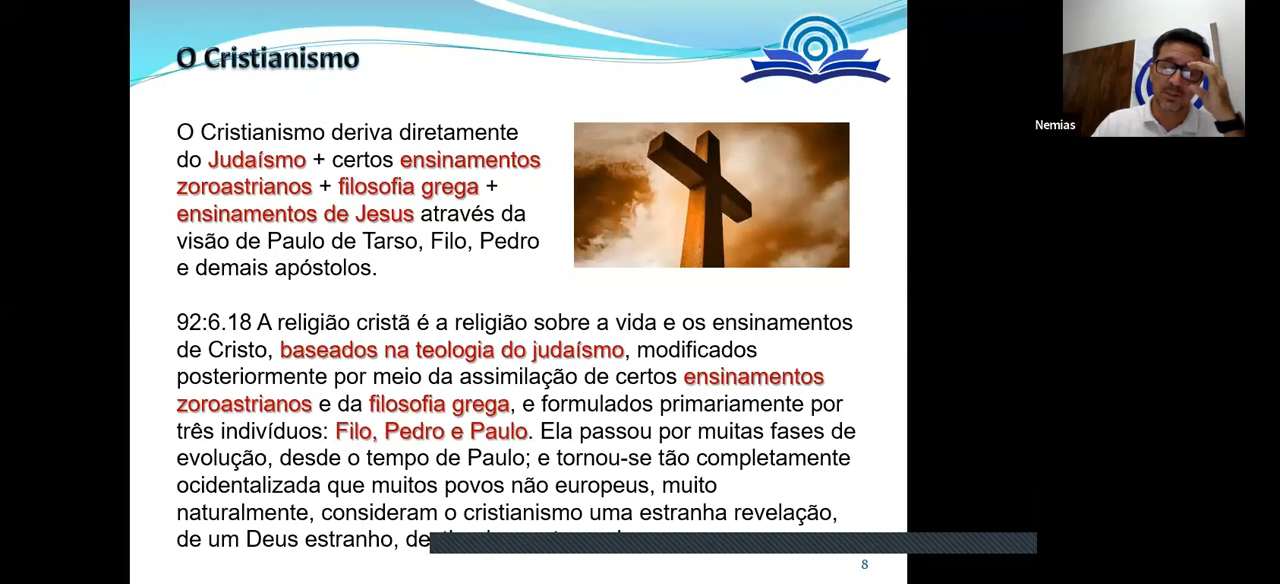 O Cristianismo
O Cristianismo deriva diretamente
do Judaísmo + certos ensinamentos
zoroastrianos + filosofia grega +
ensinamentos de Jesus através da
visão de Paulo de Tarso, Filo, Pedro
e demais apóstolos.
92:6.18 A religião cristã é a religião sobre a vida e os ensinamentos
de Cristo, baseados na teologia do judaísmo, modificados
posteriormente por meio da assimilação de certos ensinamentos
zoroastrianos e da filosofia grega, e formulados primariamente por
três indivíduos: Filo, Pedro e Paulo. Ela passou por muitas fases de
evolução, desde o tempo de Paulo; e tornou-se tão completamente
ocidentalizada que muitos povos não europeus, muito
naturalmente, consideram o cristianismo uma estranha revelação,
de um Deus estranho,
8
Nemias